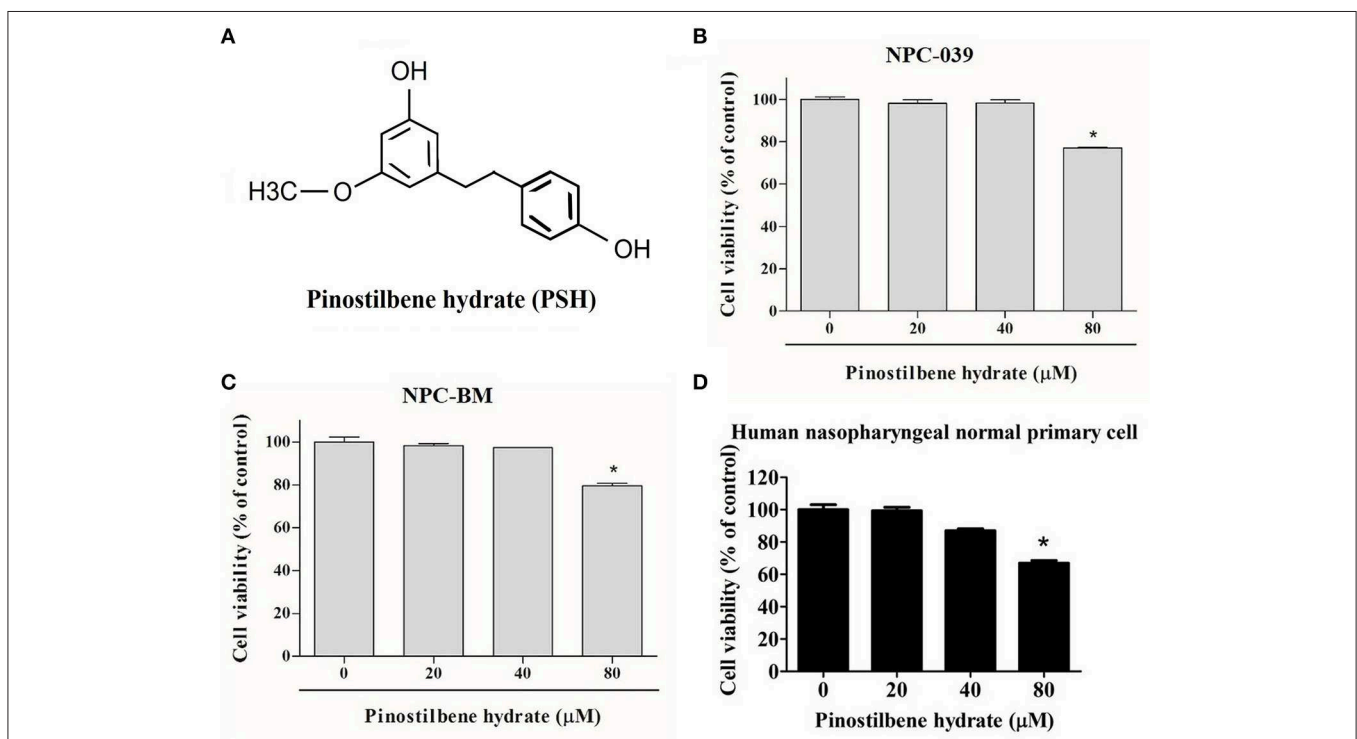 A
OH
H3C
O
OH
Pinostilbene hydrate (PSH)
B
NPC-039
Cell viability (% of control)
100
80
60
40
20
0
0 20 40 80
*
Pinostilbene hydrate (μM)
C
NPC-BM
Cell viability (% of control)
100
80
60
40
20
0
0 20 40 80
*
Pinostilbene hydrate (μM)
D
Human nasopharyngeal normal primary cell
Cell viability (% of control)
120
100
80
60
40
20
0
0 20 40 80
*
Pinostilbene hydrate (μM)